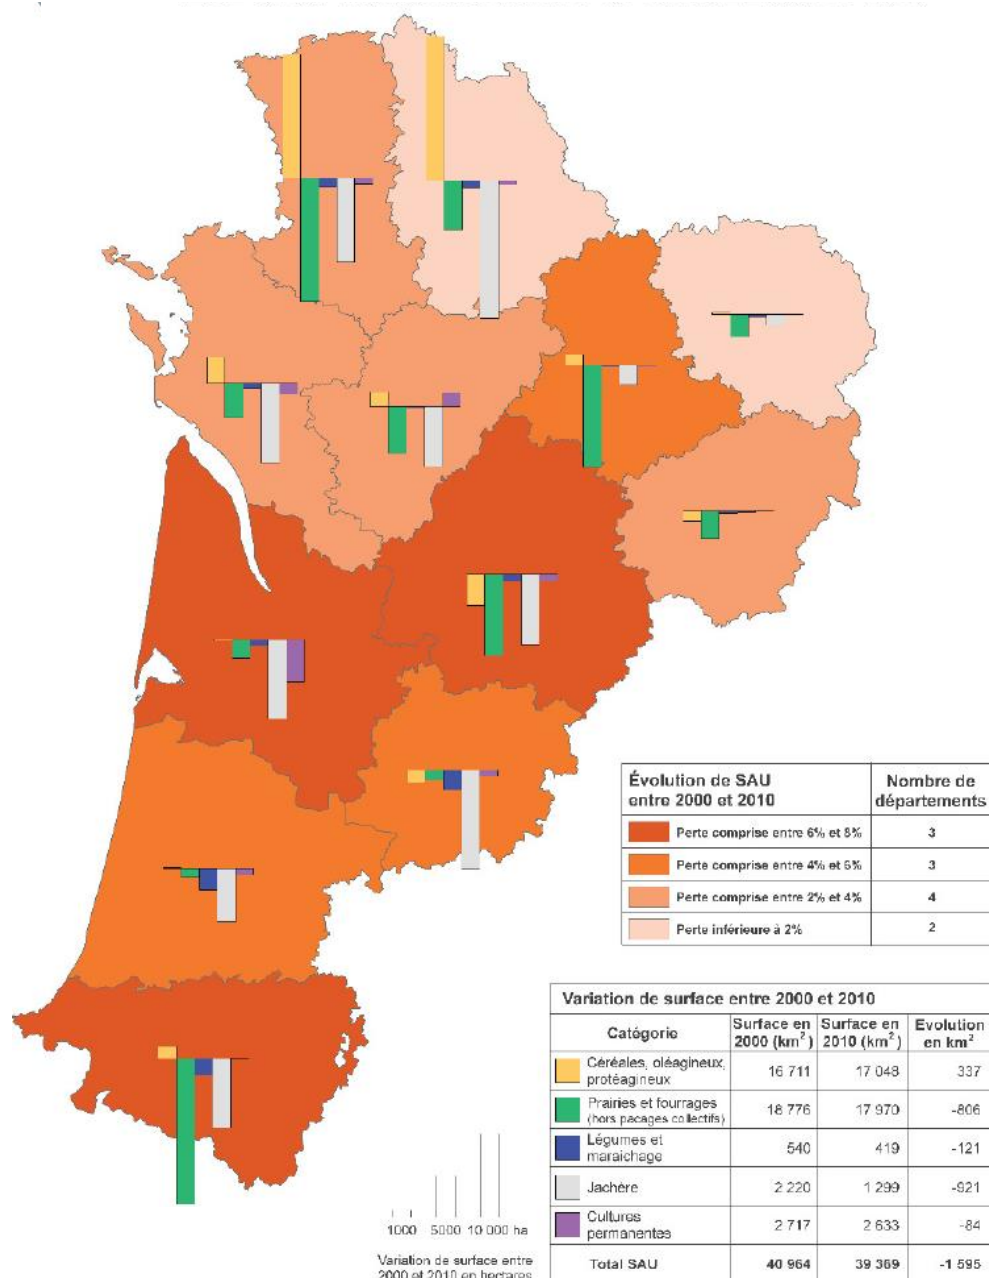 Évolution de SAU
entre 2000 et 2010
Nombre de
départements
Perte comprise entre 6% et 8%
3
Perte comprise entre 4% et 6%
3
Perte comprise entre 2% et 4%
4
Perte inférieure à 2%
2
Variation de surface entre 2000 et 2010
Catégorie
Surface en
2000 (km²)
Surface en
2010 (km²)
Evolution
en km²
Céréales, oléagineux,
protéagineux
16 711
17 048
337
Prairies et fourrages
(hors pacages collectifs)
18 776
17 970
-806
Légumes et
maraichage
540
419
-121
Jachère
2 220
1 299
-921
Cultures
permanentes
2 717
2 633
-84
Total SAU
40 964
39 369
-1 595
1000 5000 10 000 ha
Variation de surface entre
2000 et 2010 en hectares